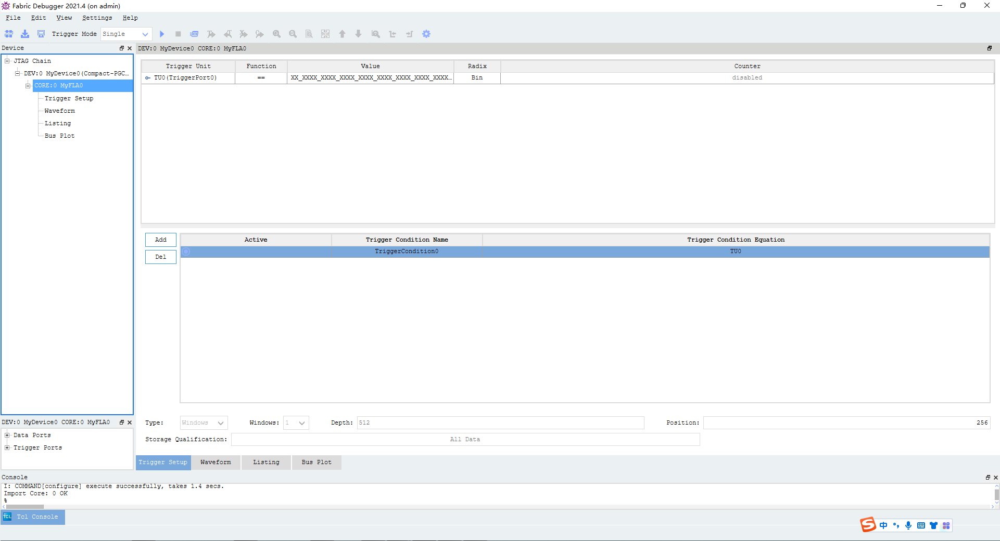 Fabric Debugger 2021.4 (on admin)
File Edit View Settings Help
Trigger Mode Single
Device
JTAG Chain
DEV:0 MyDevice0(Compact-PGC...
CORE:0 MyFLA0
Trigger Setup
Waveform
Listing
Bus Plot
DEV:0 MyDevice0 CORE:0 MyFLA0
Trigger Unit Function Value Radix Counter
TU0(TriggerPort0) == XX_XXXX_XXXX_XXXX_XXXX_XXXX_XXXX_XXXX_XXXX... Bin disabled
Add
Del
Active Trigger Condition Name Trigger Condition Equation
TriggerCondition0 TU0
Type: Windows Windows: 1 Depth: 512 Position: 256
Storage Qualification: All Data
Trigger Setup Waveform Listing Bus Plot
DEV:0 MyDevice0 CORE:0 MyFLA0
Data Ports
Trigger Ports
Console
I: COMMAND[configure] execute successfully, takes 1.4 secs.
Import Core: 0 OK
%
TCL Tcl Console
S 中